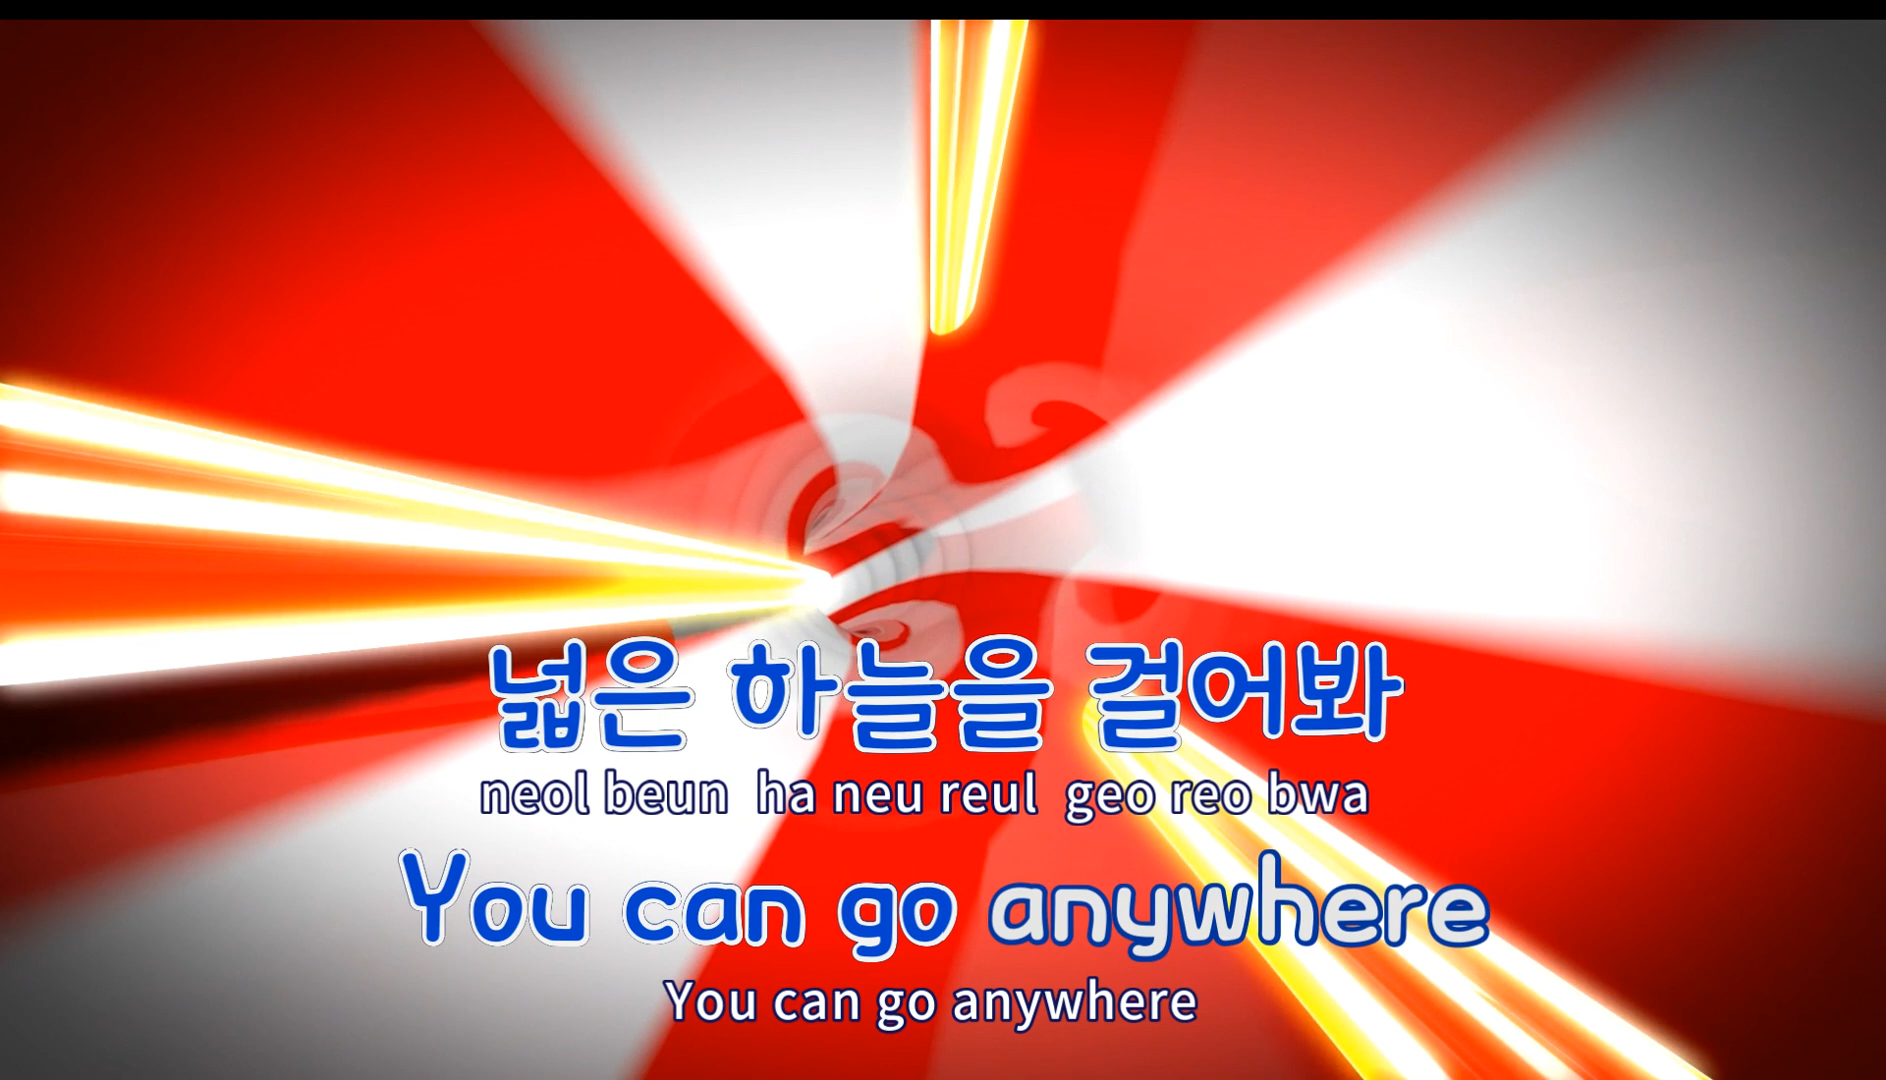 넓은 하늘을 걸어봐
neol beun ha neu reul geo reo bwa
You can go anywhere
You can go anywhere